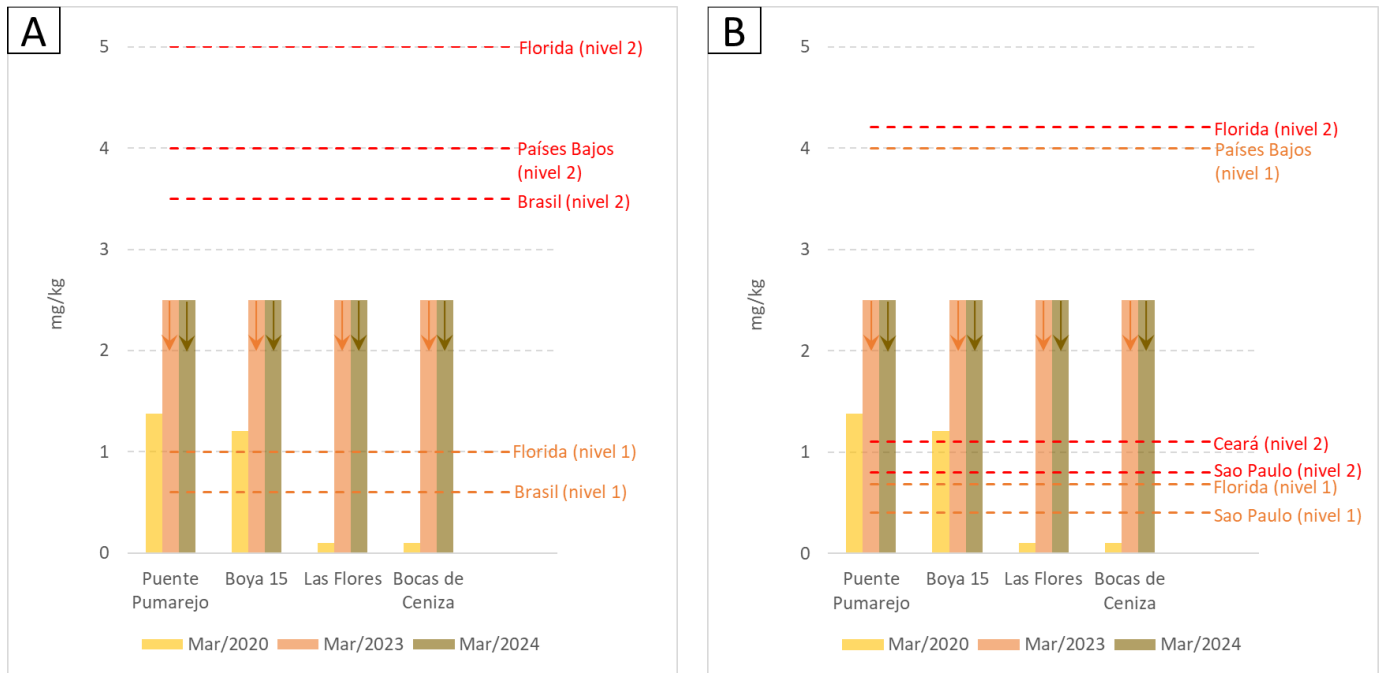 A
5
Florida (nivel 2)
4
Países Bajos
(nivel 2)
Brasil (nivel 2)
3
mg/kg
2
1
Florida (nivel 1)
Brasil (nivel 1)
0
Puente
Pumarejo
Boya 15
Las Flores
Bocas de
Ceniza
Mar/2020
Mar/2023
Mar/2024
B
5
Florida (nivel 2)
4
Países Bajos
(nivel 1)
3
mg/kg
2
Ceará (nivel 2)
1
Sao Paulo (nivel 2)
Florida (nivel 1)
Sao Paulo (nivel 1)
0
Puente
Pumarejo
Boya 15
Las Flores
Bocas de
Ceniza
Mar/2020
Mar/2023
Mar/2024